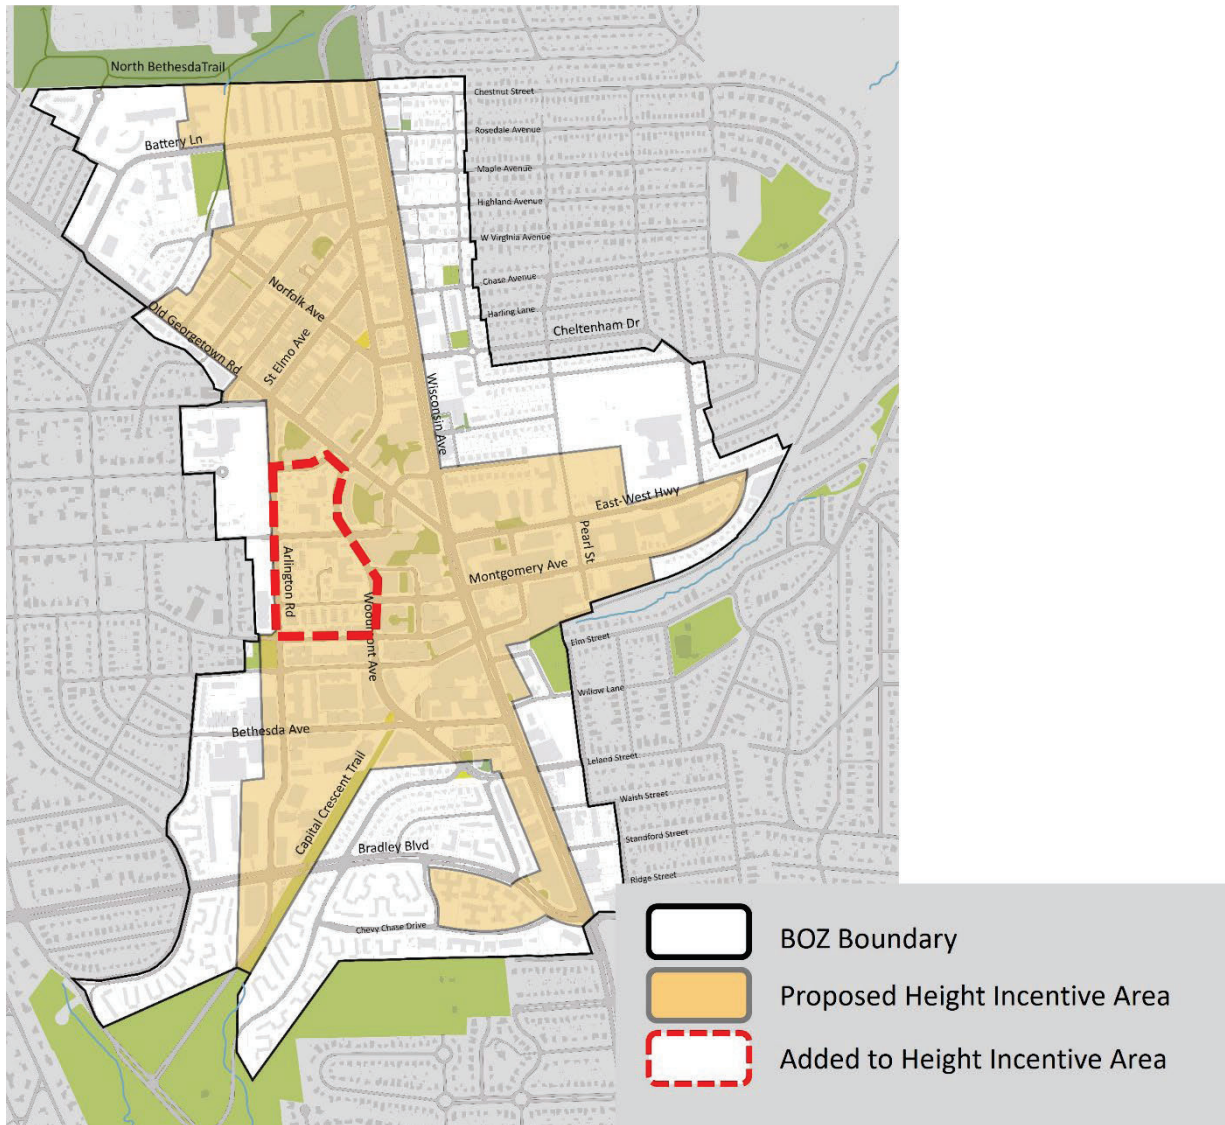 North BethesdaTrail
Chestnut Street
Rosedale Avenue
Battery Ln
Maple Avenue
Highland Avenue
W Virginia Avenue
Chase Avenue
Norfolk Ave
Harling Lane
Cheltenham Dr
Old Georgetown Rd
St Elmo Ave
Wisconsin Ave
East-West Hwy
Pearl St
Arlington Rd
Montgomery Ave
Woodmont Ave
Elm Street
Willow Lane
Bethesda Ave
Leland Street
Capital Crescent Trail
Walsh Street
Standford Street
Bradley Blvd
Ridge Street
Chevy Chase Drive
BOZ Boundary
Proposed Height Incentive Area
Added to Height Incentive Area